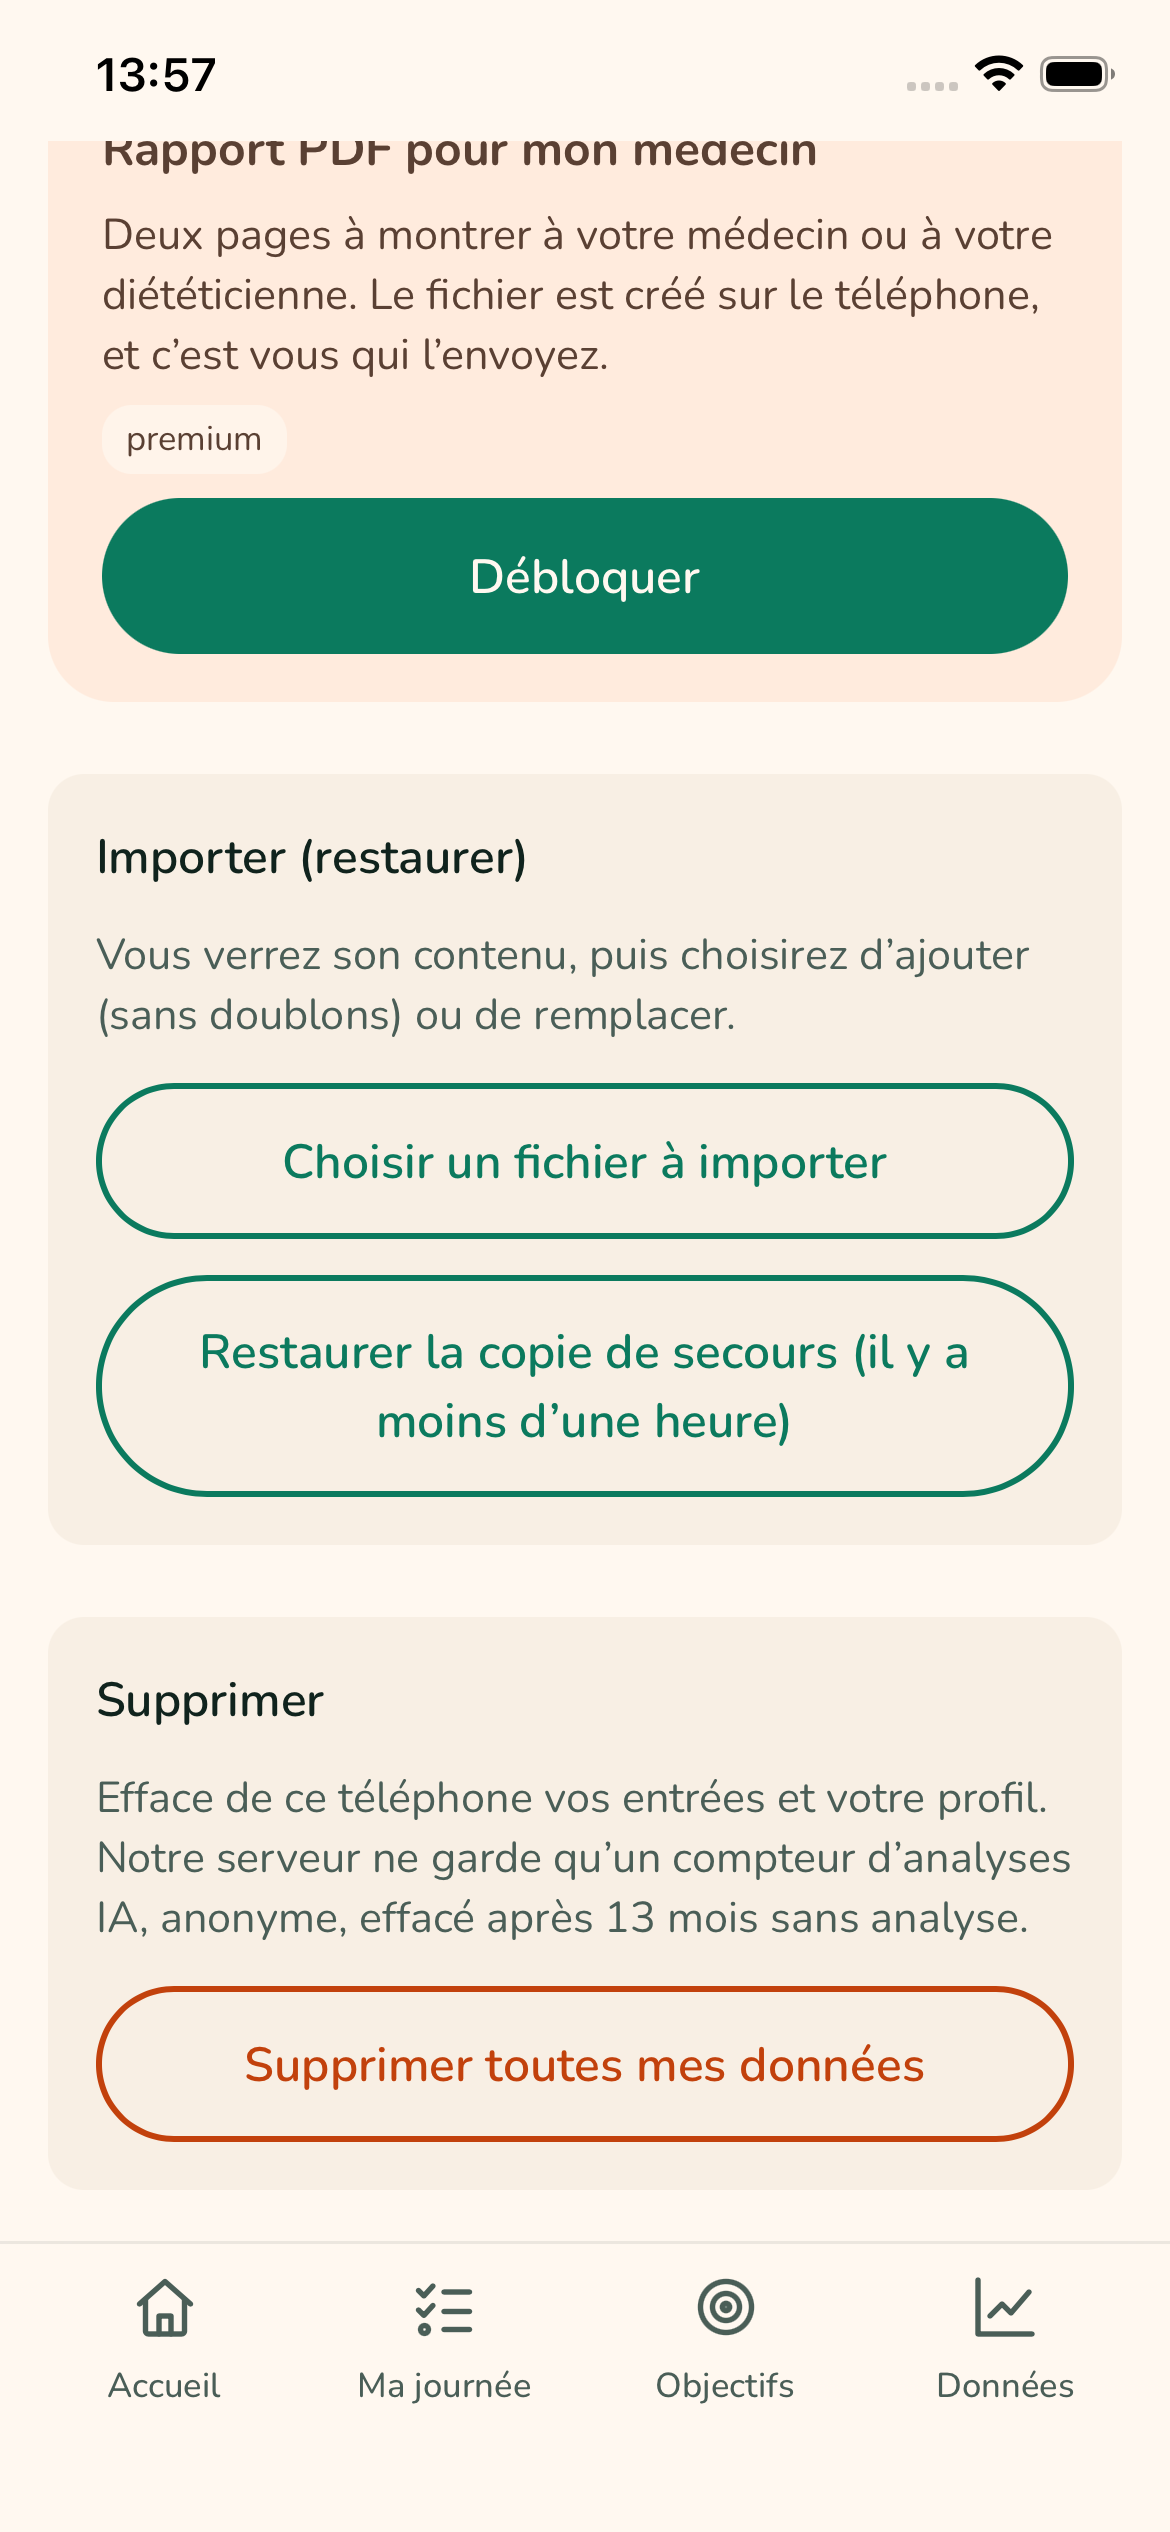 13:57
Rapport PDF pour mon médecin
Deux pages à montrer à votre médecin ou à votre
diététicienne. Le fichier est créé sur le téléphone,
et c’est vous qui l’envoyez.
premium
Débloquer
Importer (restaurer)
Vous verrez son contenu, puis choisirez d’ajouter
(sans doublons) ou de remplacer.
Choisir un fichier à importer
Restaurer la copie de secours (il y a
moins d’une heure)
Supprimer
Efface de ce téléphone vos entrées et votre profil.
Notre serveur ne garde qu’un compteur d’analyses
IA, anonyme, effacé après 13 mois sans analyse.
Supprimer toutes mes données
Accueil
Ma journée
Objectifs
Données